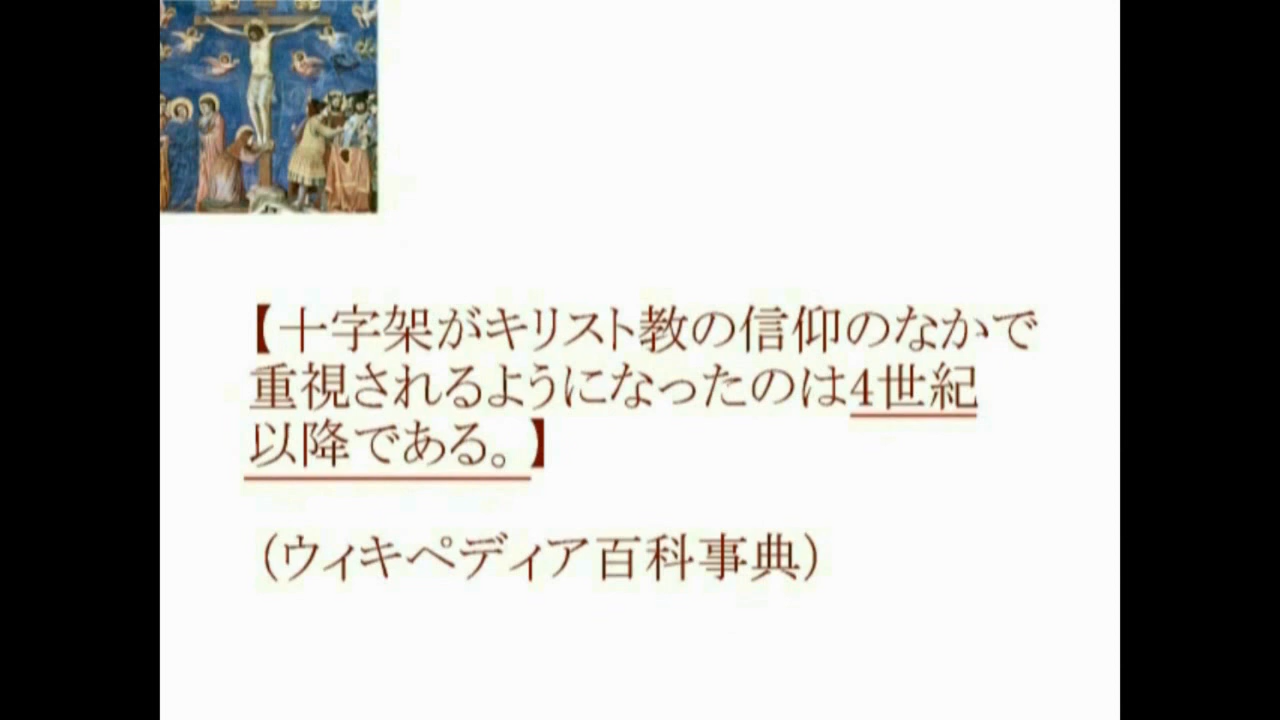 【十字架がキリスト教の信仰のなかで
重視されるようになったのは4世紀
以降である。】
（ウィキペディア百科事典）